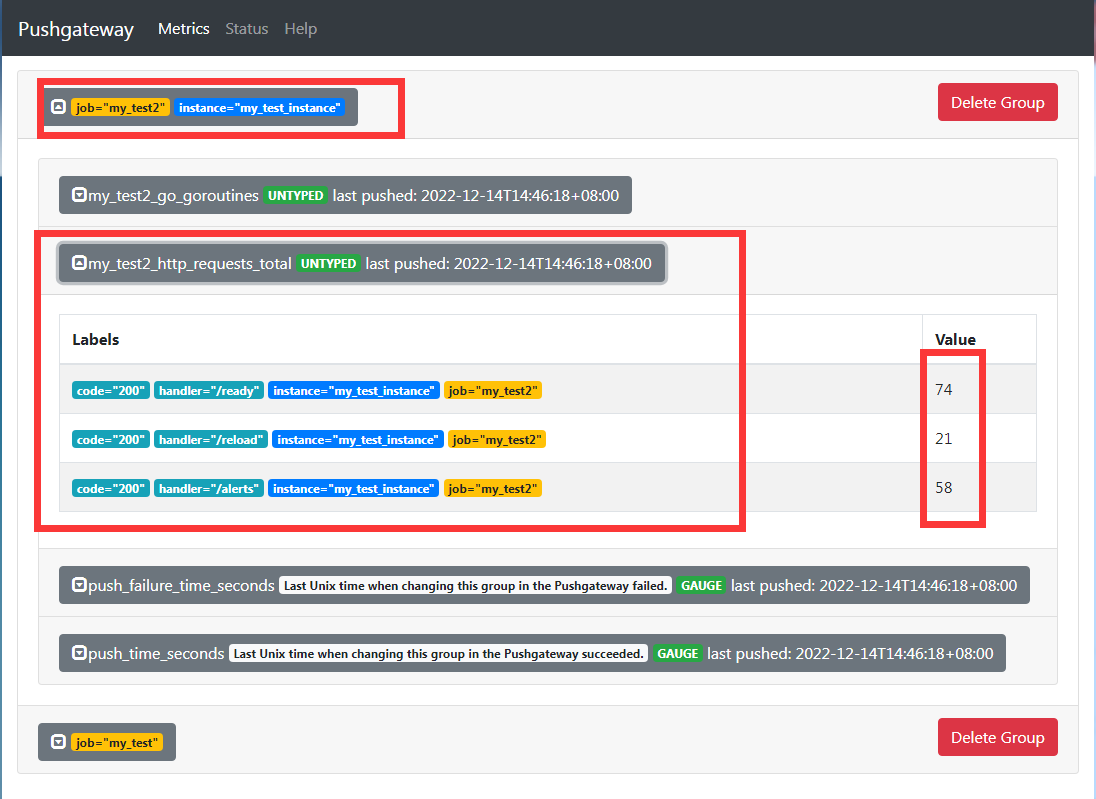 Pushgateway Metrics Status Help
job="my_test2" instance="my_test_instance" Delete Group
my_test2_go_goroutines UNTYPED last pushed: 2022-12-14T14:46:18+08:00
my_test2_http_requests_total UNTYPED last pushed: 2022-12-14T14:46:18+08:00
Labels Value
code="200" handler="/ready" instance="my_test_instance" job="my_test2" 74
code="200" handler="/reload" instance="my_test_instance" job="my_test2" 21
code="200" handler="/alerts" instance="my_test_instance" job="my_test2" 58
push_failure_time_seconds Last Unix time when changing this group in the Pushgateway failed. GAUGE last pushed: 2022-12-14T14:46:18+08:00
push_time_seconds Last Unix time when changing this group in the Pushgateway succeeded. GAUGE last pushed: 2022-12-14T14:46:18+08:00
job="my_test" Delete Group